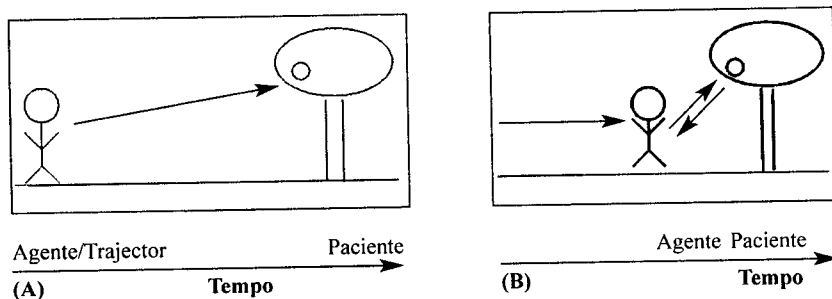 Agente/Trajector Paciente
(A) Tempo
Agente Paciente
(B) Tempo